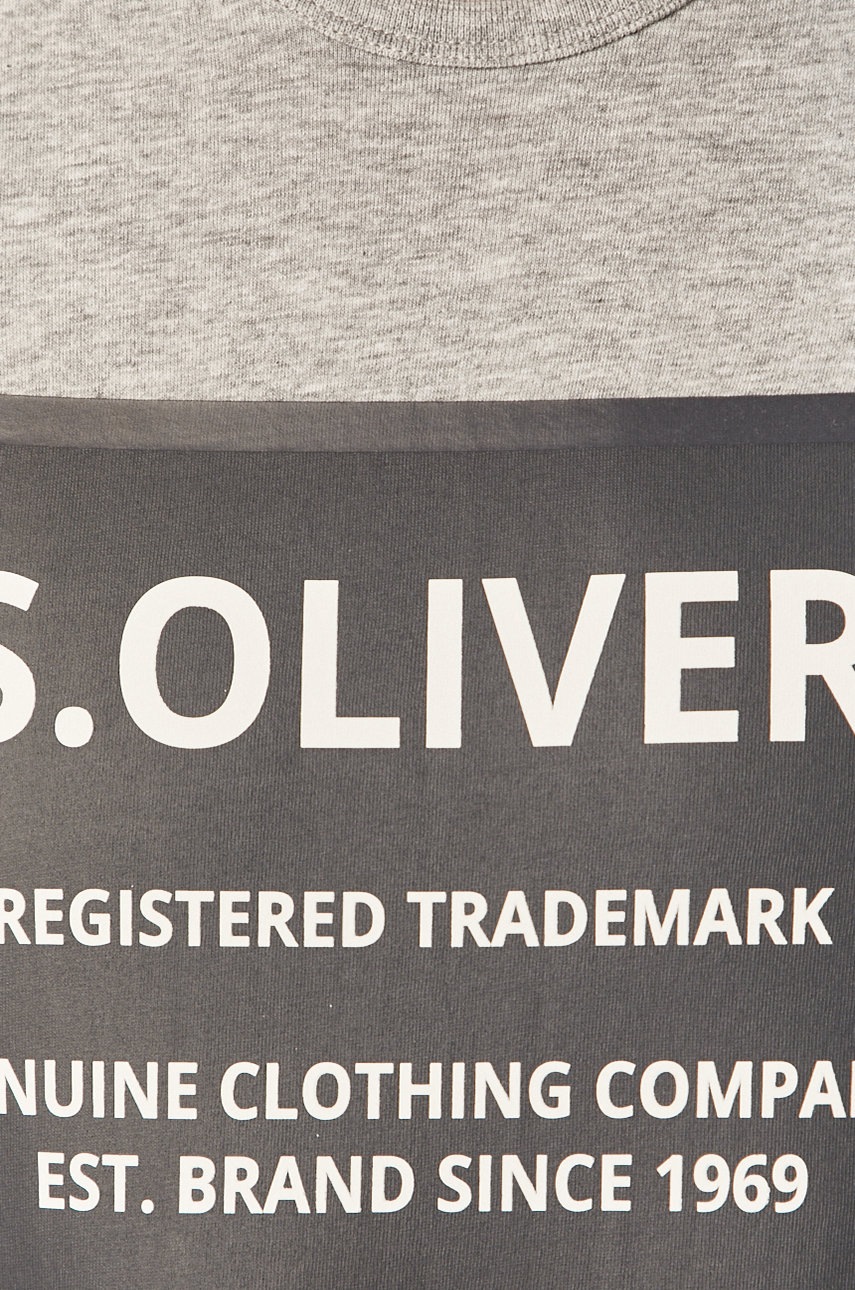 S.OLIVER
REGISTERED TRADEMARK
NUINE CLOTHING COMPA
EST. BRAND SINCE 1969